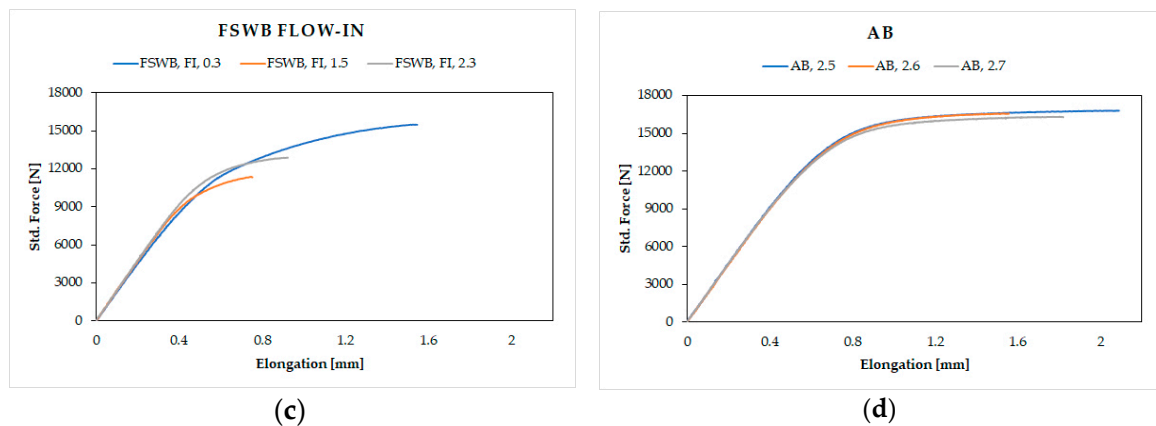 FSWB FLOW-IN
FSWB, FI, 0.3 FSWB, FI, 1.5 FSWB, FI, 2.3
18000
15000
12000
9000
6000
3000
0
Std. Force [N]
0 0.4 0.8 1.2 1.6 2
Elongation [mm]
(c)
AB
AB, 2.5 AB, 2.6 AB, 2.7
18000
15000
12000
9000
6000
3000
0
Std. Force [N]
0 0.4 0.8 1.2 1.6 2
Elongation [mm]
(d)